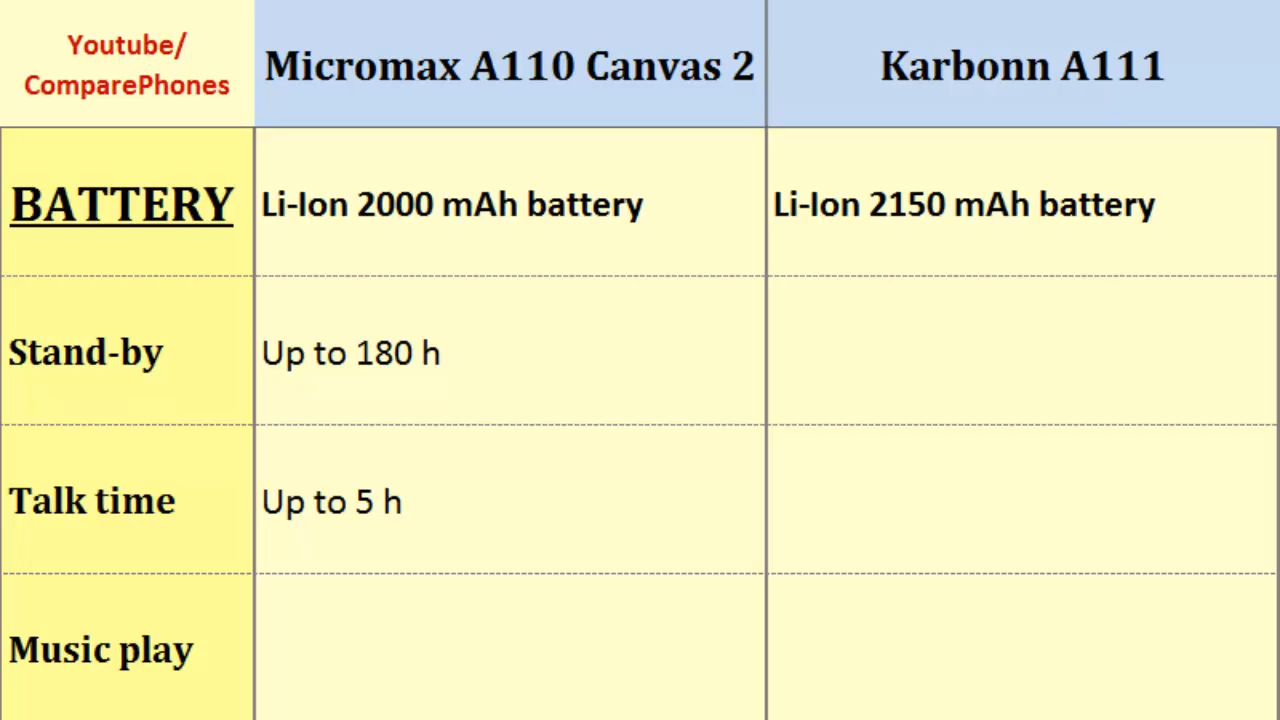 Youtube/
ComparePhones
Micromax A110 Canvas 2
Karbonn A111
BATTERY
Li-Ion 2000 mAh battery
Li-Ion 2150 mAh battery
Stand-by
Up to 180 h
Talk time
Up to 5 h
Music play